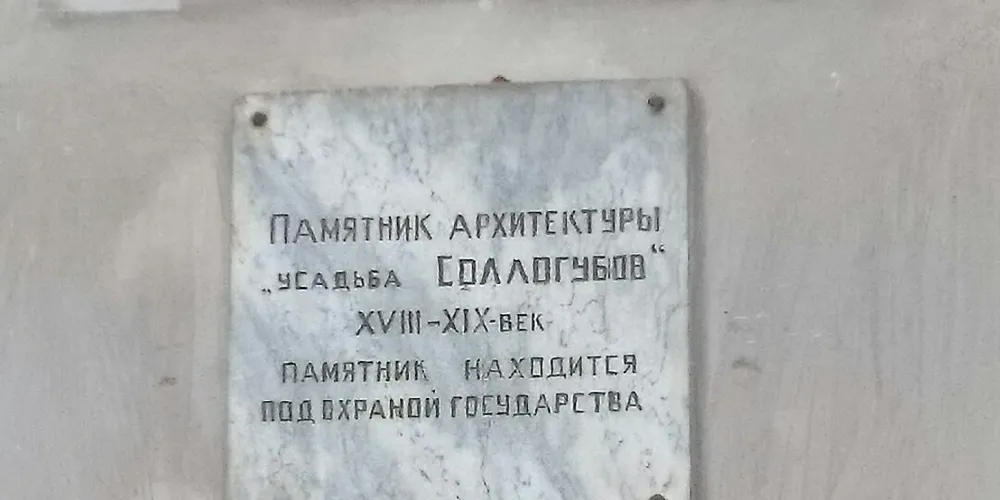 ПАМЯТНИК АРХИТЕКТУРЫ
„УСАДЬБА СОЛЛОГУБОВ“
XVIII-XIX-ВЕК
ПАМЯТНИК НАХОДИТСЯ
ПОД ОХРАНОЙ ГОСУДАРСТВА